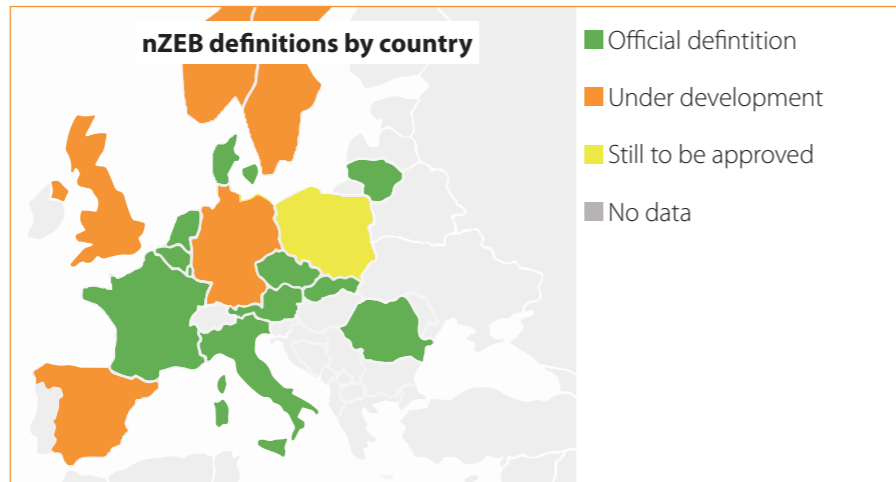 nZEB definitions by country
Official defintition
Under development
Still to be approved
No data